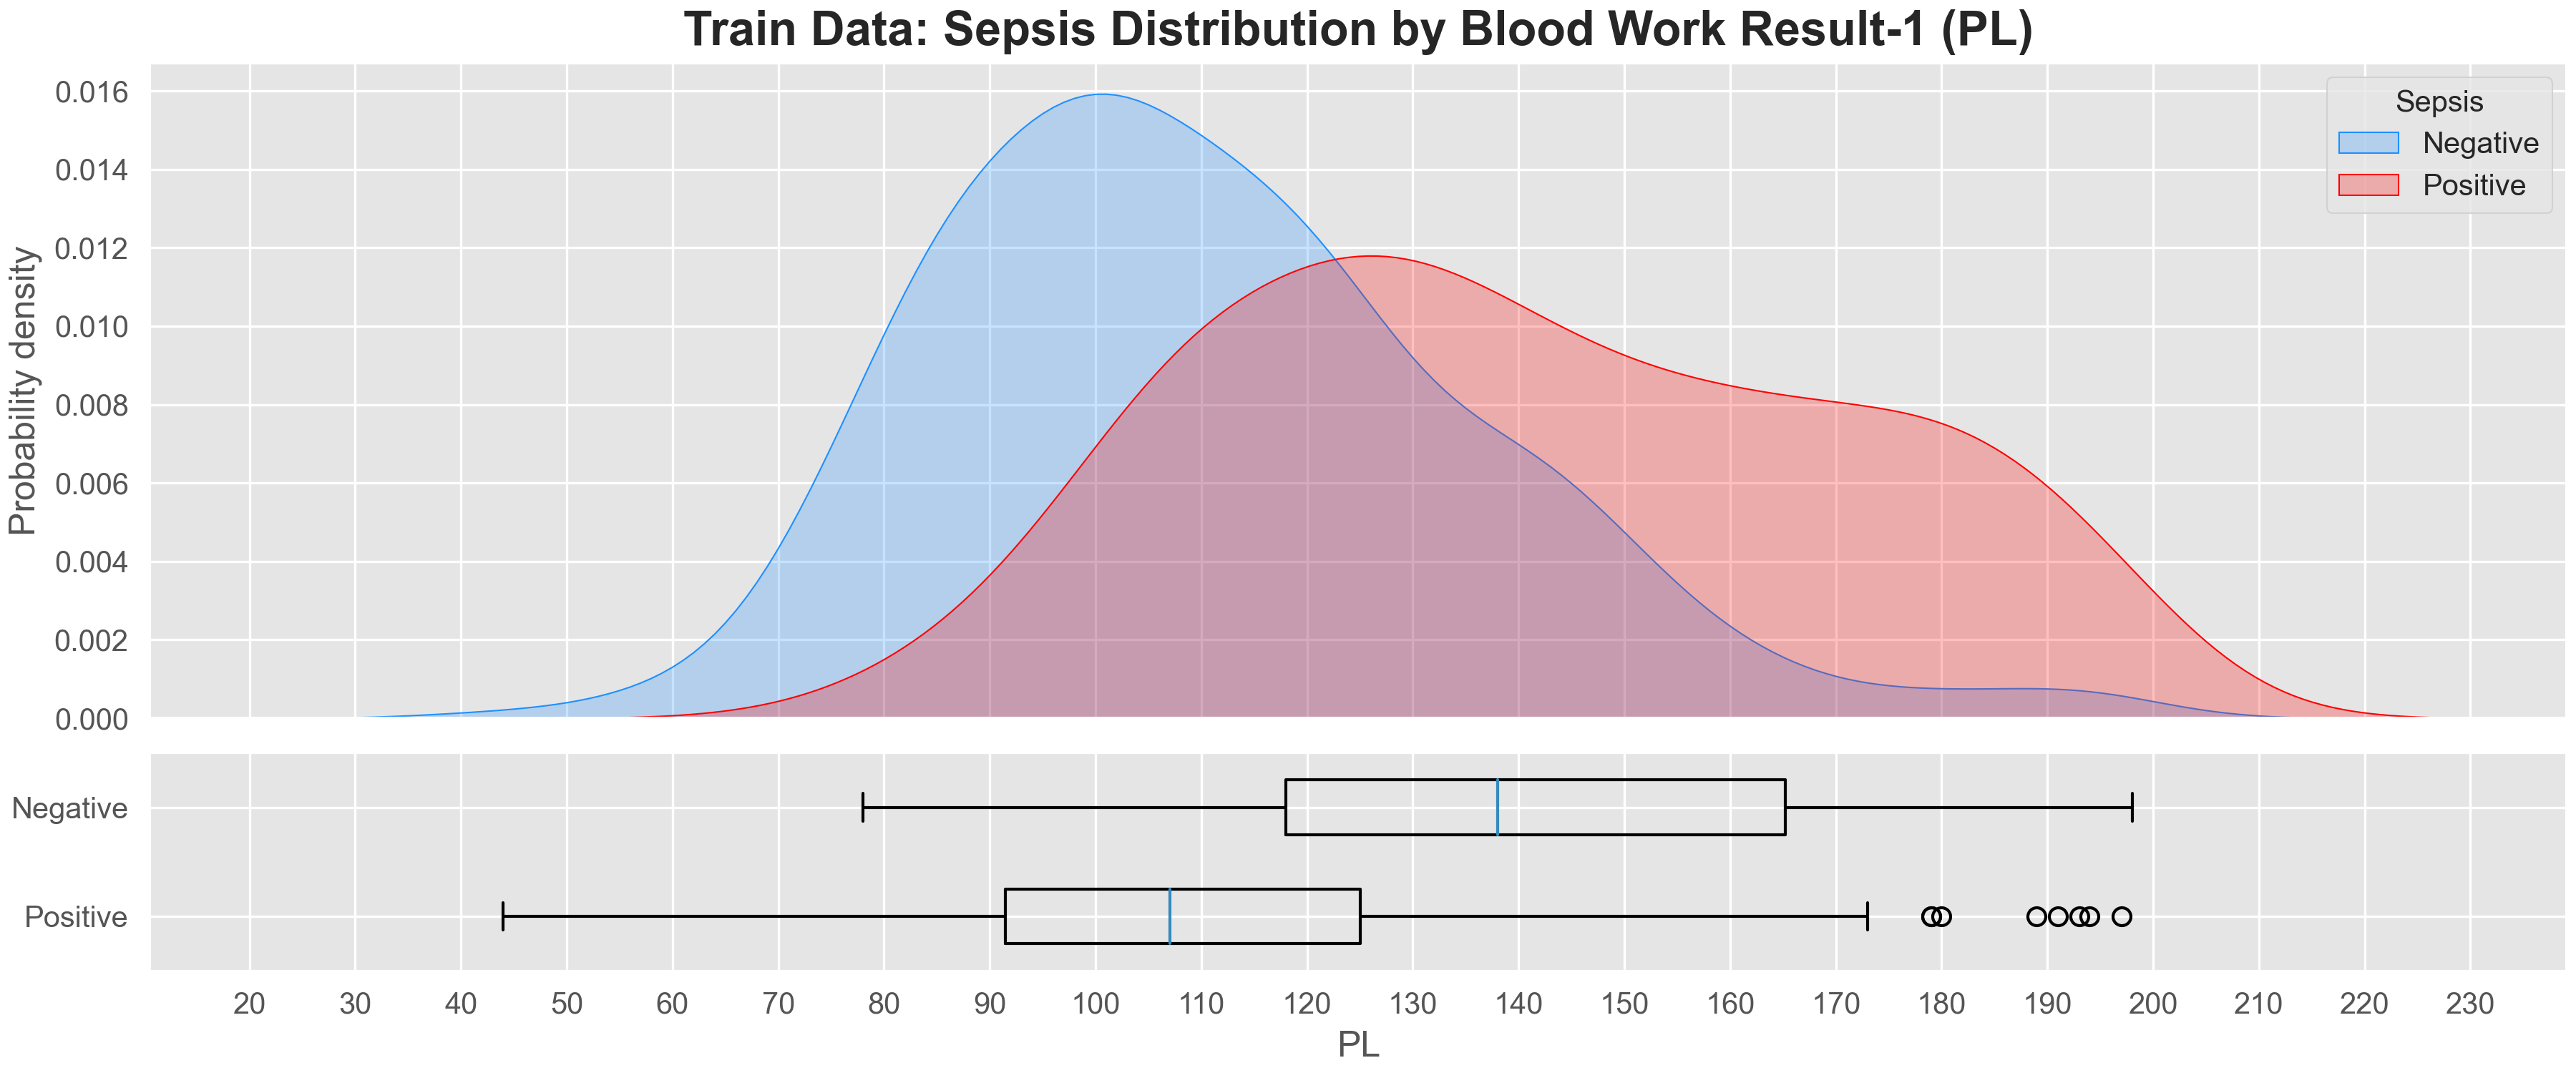 Train Data: Sepsis Distribution by Blood Work Result-1 (PL)
Sepsis
Negative
Positive
Probability density
0.016
0.014
0.012
0.010
0.008
0.006
0.004
0.002
0.000
Negative
Positive
20 30 40 50 60 70 80 90 100 110 120 130 140 150 160 170 180 190 200 210 220 230
PL